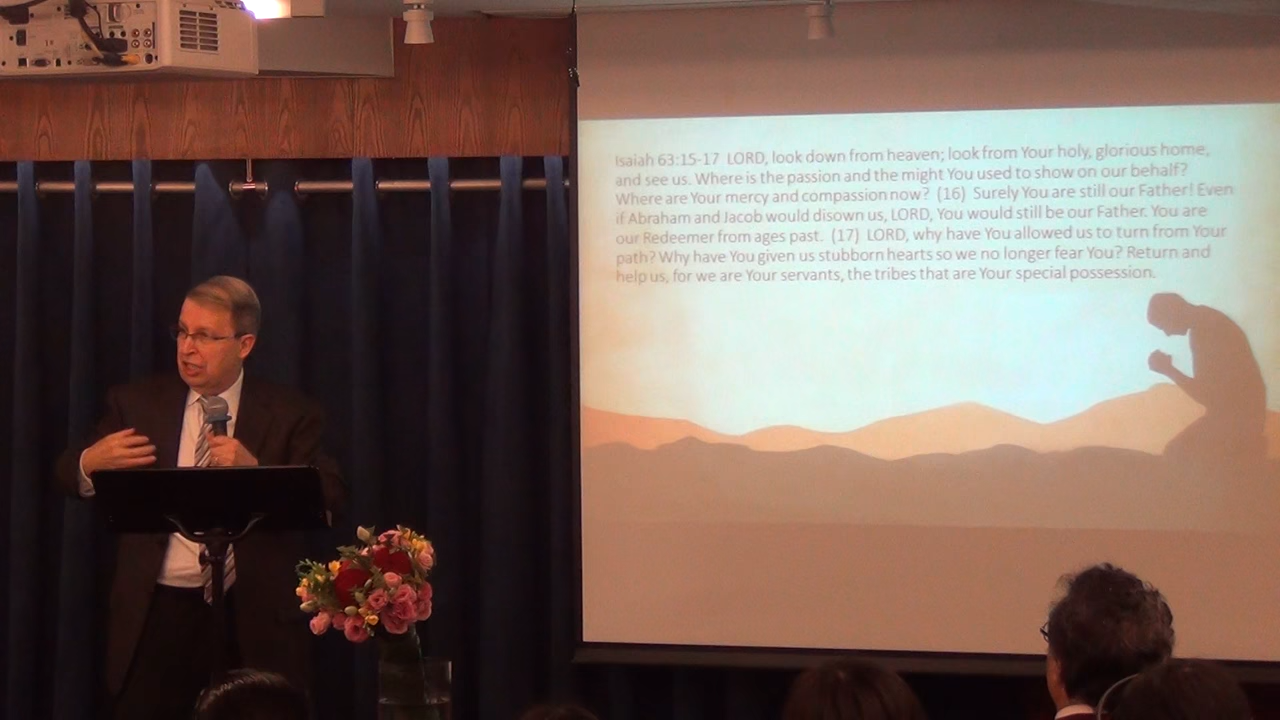 Isaiah 63:15-17 LORD, look down from heaven; look from Your holy, glorious home,
and see us. Where is the passion and the might You used to show on our behalf?
Where are Your mercy and compassion now? (16) Surely You are still our Father! Even
if Abraham and Jacob would disown us, LORD, You would still be our Father. You are
our Redeemer from ages past. (17) LORD, why have You allowed us to turn from Your
path? Why have You given us stubborn hearts so we no longer fear You? Return and
help us, for we are Your servants, the tribes that are Your special possession.